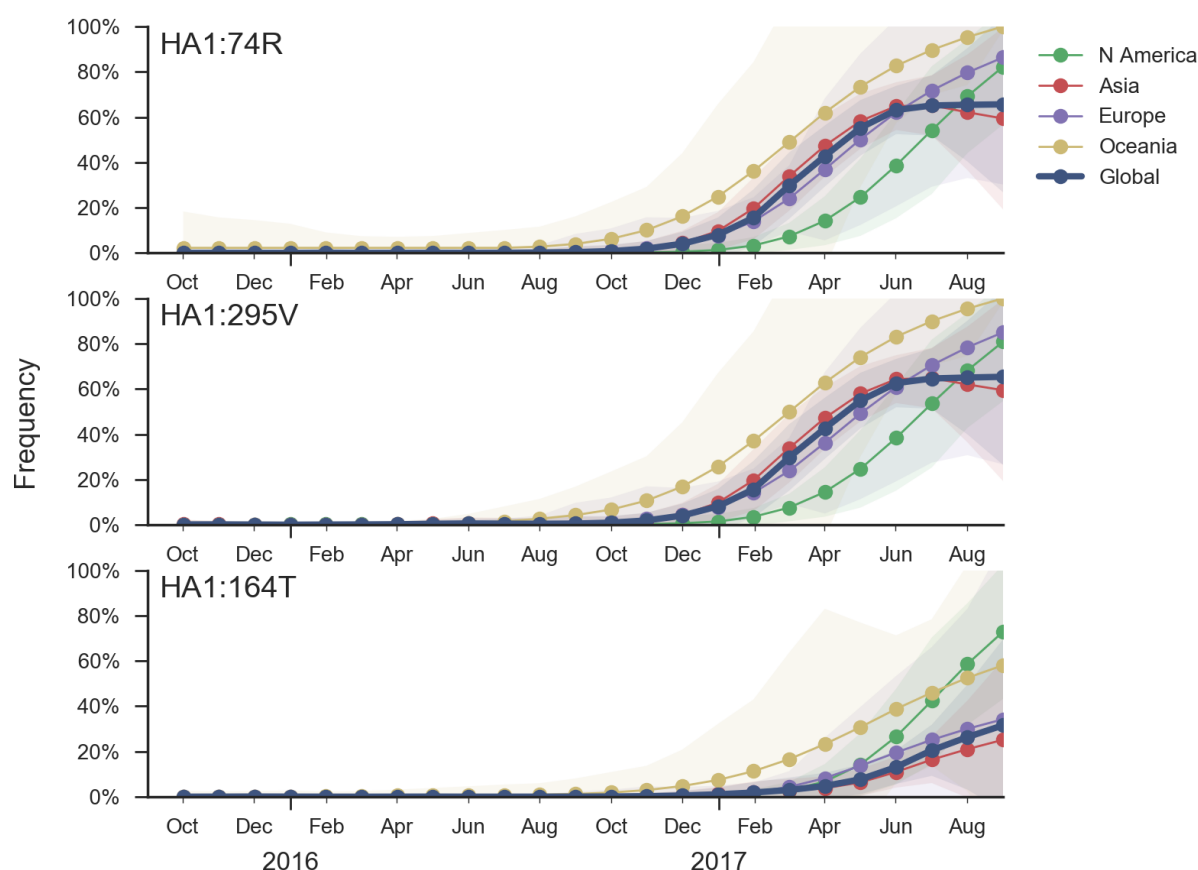 HA1:74R
100%
80%
60%
40%
20%
0%
Oct Dec Feb Apr Jun Aug Oct Dec Feb Apr Jun Aug
N America
Asia
Europe
Oceania
Global
HA1:295V
100%
80%
60%
40%
20%
0%
Oct Dec Feb Apr Jun Aug Oct Dec Feb Apr Jun Aug
Frequency
HA1:164T
100%
80%
60%
40%
20%
0%
Oct Dec Feb Apr Jun Aug Oct Dec Feb Apr Jun Aug
2016 2017